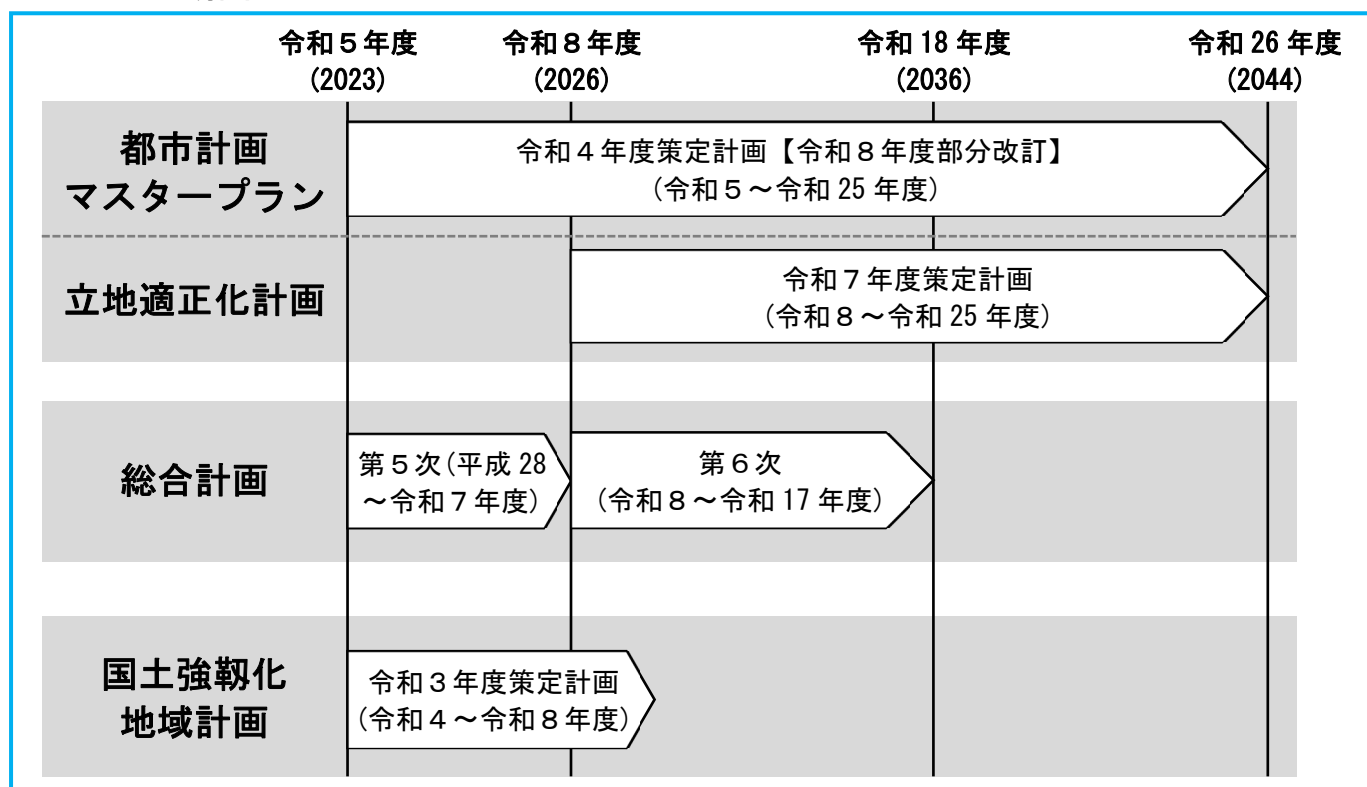 令和５年度
(2023)
令和８年度
(2026)
令和 18 年度
(2036)
令和 26 年度
(2044)
都市計画
マスタープラン
令和４年度策定計画【令和８年度部分改訂】
(令和５～令和 25 年度)
立地適正化計画
令和７年度策定計画
(令和８～令和 25 年度)
総合計画
第５次(平成 28
～令和７年度)
第６次
(令和８～令和 17 年度)
国土強靱化
地域計画
令和３年度策定計画
(令和４～令和８年度)